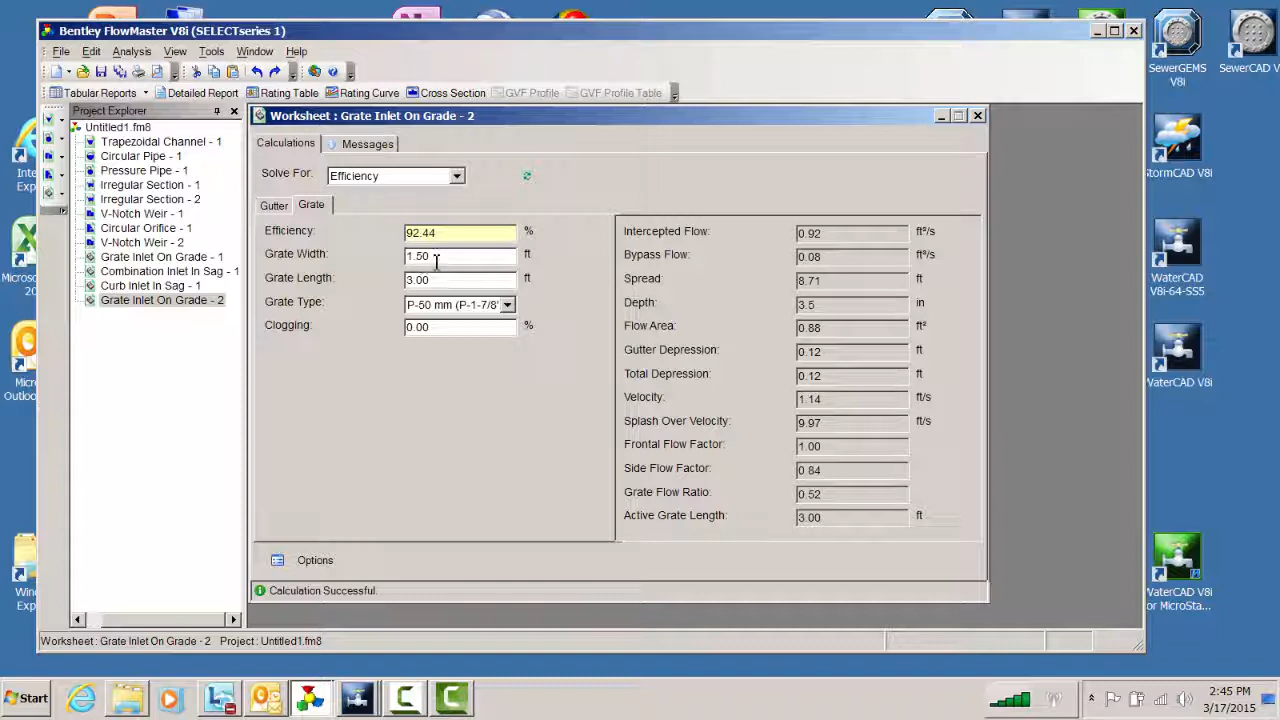 Bentley FlowMaster V8i (SELECTseries 1)
File Edit Analysis View Tools Window Help
Tabular Reports Detailed Report Rating Table Rating Curve Cross Section GVF Profile GVF Profile Table
Project Explorer
Untitled1.fm8
Trapezoidal Channel - 1
Circular Pipe - 1
Pressure Pipe - 1
Irregular Section - 1
Irregular Section - 2
V-Notch Weir - 1
Circular Orifice - 1
V-Notch Weir - 2
Grate Inlet On Grade - 1
Combination Inlet In Sag - 1
Curb Inlet In Sag - 1
Grate Inlet On Grade - 2
Worksheet : Grate Inlet On Grade - 2
Calculations Messages
Solve For: Efficiency
Gutter Grate
Efficiency: 92.44 %
Grate Width: 1.50 ft
Grate Length: 3.00 ft
Grate Type: P-50 mm (P-1-7/8"
Clogging: 0.00 %
Intercepted Flow: 0.92 ft³/s
Bypass Flow: 0.08 ft³/s
Spread: 8.71 ft
Depth: 3.5 in
Flow Area: 0.88 ft²
Gutter Depression: 0.12 ft
Total Depression: 0.12 ft
Velocity: 1.14 ft/s
Splash Over Velocity: 9.97 ft/s
Frontal Flow Factor: 1.00
Side Flow Factor: 0.84
Grate Flow Ratio: 0.52
Active Grate Length: 3.00 ft
Options
Calculation Successful.
Worksheet: Grate Inlet On Grade - 2 Project: Untitled1.fm8
SewerGEMS
V8i
SewerCAD V
StormCAD V8i
WaterCAD
V8i-64-SS5
WaterCAD V8i
WaterCAD V8i
or MicroSta...
Inte
Exp
Microso
20
Micr
Outloo
Win
Exp
Start
2:45 PM
3/17/2015